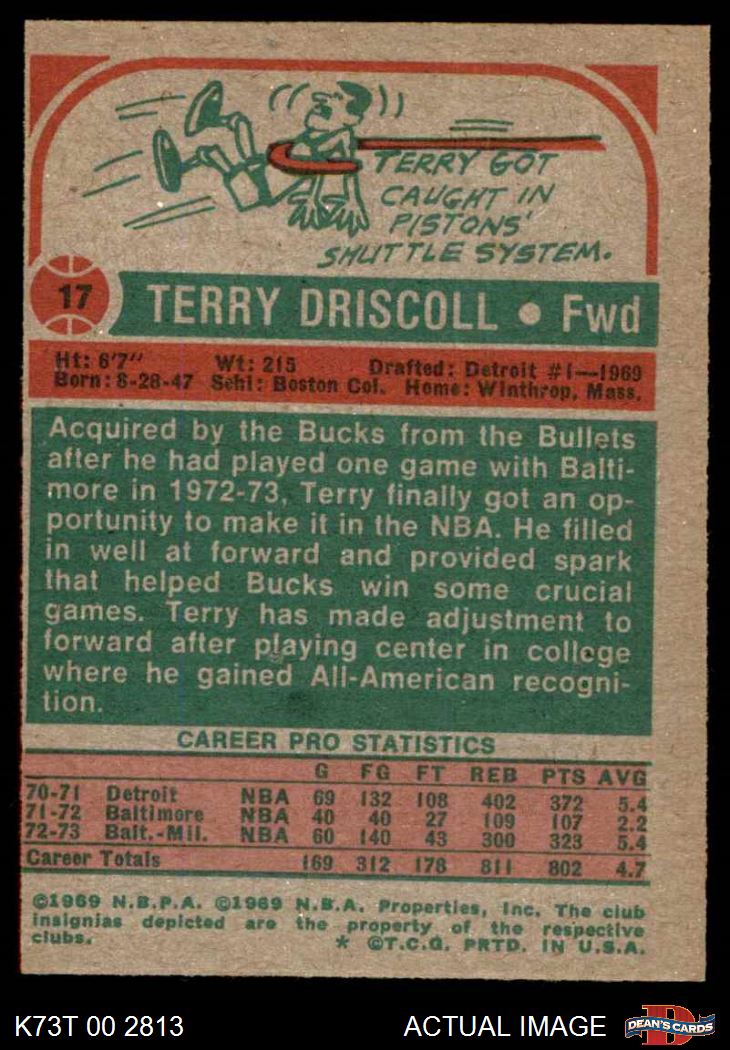 TERRY GOT
CAUGHT IN
PISTONS'
SHUTTLE SYSTEM.
17 TERRY DRISCOLL • Fwd
Ht: 6'7" Wt: 215 Drafted: Detroit #1—1969
Born: 8-28-47 Schl: Boston Col. Home: Winthrop, Mass.
Acquired by the Bucks from the Bullets
after he had played one game with Balti-
more in 1972-73, Terry finally got an op-
portunity to make it in the NBA. He filled
in well at forward and provided spark
that helped Bucks win some crucial
games. Terry has made adjustment to
forward after playing center in college
where he gained All-American recogni-
tion.
CAREER PRO STATISTICS
G FG FT REB PTS AVG
70-71 Detroit NBA 69 132 108 402 372 5.4
71-72 Baltimore NBA 40 40 27 109 107 2.2
72-73 Balt.-Mil. NBA 60 140 43 300 323 5.4
Career Totals 169 312 178 811 802 4.7
©1969 N.B.P.A. ©1969 N.B.A. Properties, Inc. The club
insignias depicted are the property of the respective
clubs. * ©T.C.G. PRTD. IN U.S.A.
K73T 00 2813 ACTUAL IMAGE D DEAN'S CARDS